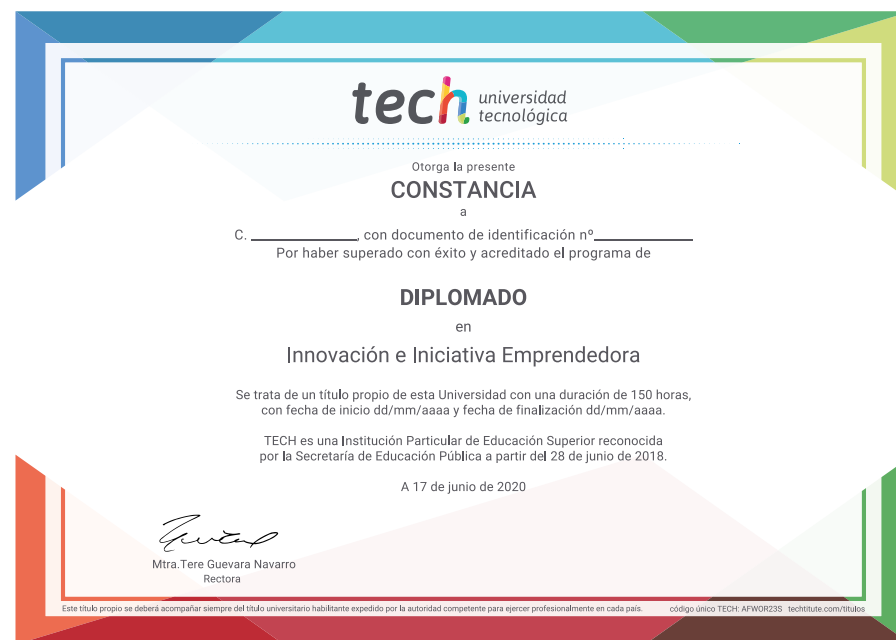 tech universidad
tecnológica
Otorga la presente
CONSTANCIA
a
C. ____________, con documento de identificación nº____________
Por haber superado con éxito y acreditado el programa de
DIPLOMADO
en
Innovación e Iniciativa Emprendedora
Se trata de un título propio de esta Universidad con una duración de 150 horas,
con fecha de inicio dd/mm/aaaa y fecha de finalización dd/mm/aaaa.
TECH es una Institución Particular de Educación Superior reconocida
por la Secretaría de Educación Pública a partir del 28 de junio de 2018.
A 17 de junio de 2020
Mtra.Tere Guevara Navarro
Rectora
Este título propio se deberá acompañar siempre del título universitario habilitante expedido por la autoridad competente para ejercer profesionalmente en cada país. código único TECH: AFWOR23S techtitute.com/titulos